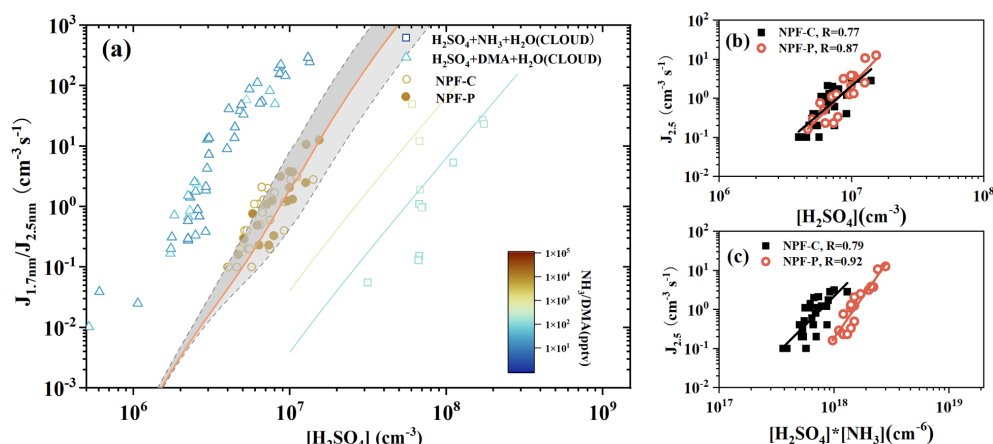 (a)
H₂SO₄+NH₃+H₂O(CLOUD)
H₂SO₄+DMA+H₂O(CLOUD)
NPF-C
NPF-P
J₁.₇ₙₘ/J₂.₅ₙₘ (cm⁻³ s⁻¹)
10³
10²
10¹
10⁰
10⁻¹
10⁻²
10⁻³
10⁶
10⁷
10⁸
10⁹
[H₂SO₄] (cm⁻³)
1×10⁵
1×10⁴
1×10³
1×10²
1×10¹
NH₃/DMA(pptv)
(b)
NPF-C, R=0.77
NPF-P, R=0.87
J₂.₅ (cm⁻³ s⁻¹)
10²
10¹
10⁰
10⁻¹
10⁻²
10⁶
10⁷
10⁸
[H₂SO₄](cm⁻³)
(c)
NPF-C, R=0.79
NPF-P, R=0.92
J₂.₅ (cm⁻³ s⁻¹)
10²
10¹
10⁰
10⁻¹
10⁻²
10¹⁷
10¹⁸
10¹⁹
[H₂SO₄]*[NH₃](cm⁻⁶)